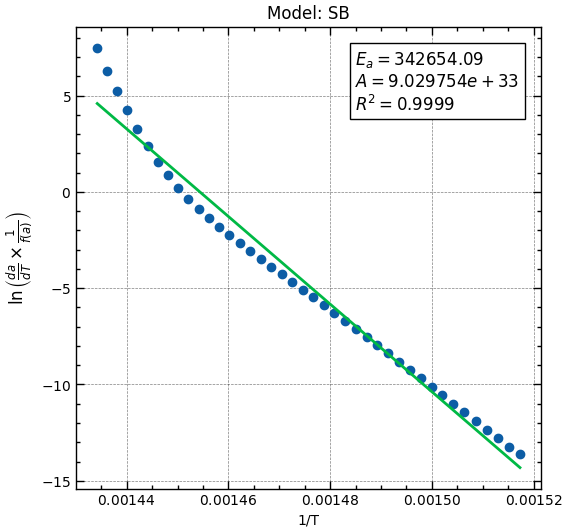 Model: SB
E_a = 342654.09
A = 9.029754e + 33
R^2 = 0.9999
5
0
−5
−10
−15
ln (da/dT × 1/f(a))
0.00144 0.00146 0.00148 0.00150 0.00152
1/T